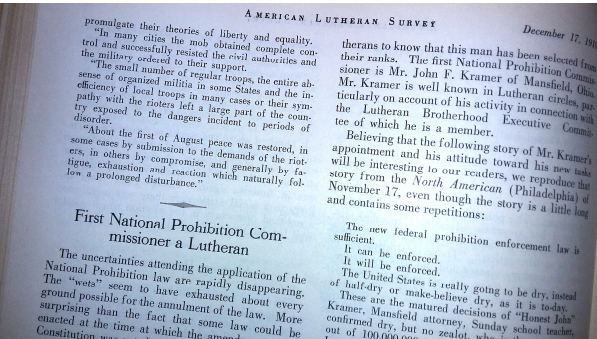 AMERICAN LUTHERAN SURVEY
December 17, 191
promulgate their theories of liberty and equality.
"In many cities the mob obtained complete con-
trol and successfully resisted the civil authorities and
the military ordered to their support.
"The small number of regular troops, the entire ab-
sense of organized militia in some States and the in-
efficiency of local troops in many cases or their sym-
pathy with the rioters left a large part of the coun-
try exposed to the dangers incident to periods of
disorder.
"About the first of August peace was restored, in
some cases by submission to the demands of the riot-
ers, in others by compromise, and generally by fa-
tigue, exhaustion and reaction which naturally fol-
low a prolonged disturbance."
First National Prohibition Com-
missioner a Lutheran
The uncertainties attending the application of the
National Prohibition law are rapidly disappearing.
The "wets" seem to have exhausted about every
ground possible for the annulment of the law. More
surprising than the fact that some law could be
enacted at the time at which the
Constitution
therans to know that this man has been selected from
their ranks. The first National Prohibition Commis-
sioner is Mr. John F. Kramer of Mansfield, Ohio.
Mr. Kramer is well known in Lutheran circles, par-
ticularly on account of his activity in connection with
the Lutheran Brotherhood Executive Commit-
tee of which he is a member.
Believing that the following story of Mr. Kramer's
appointment and his attitude toward his new tasks
will be interesting to our readers, we reproduce that
story from the North American (Philadelphia) of
November 17, even though the story is a little long
and contains some repetitions:
The new federal prohibition enforcement law is
sufficient.
It can be enforced.
It will be enforced.
The United States is really going to be dry, instead
of half-dry or make-believe dry, as it is to-day.
These are the matured decisions of "Honest John"
Kramer, Mansfield attorney, Sunday school teacher,
confirmed dry, but no zealot, who is
out of 100,000,000